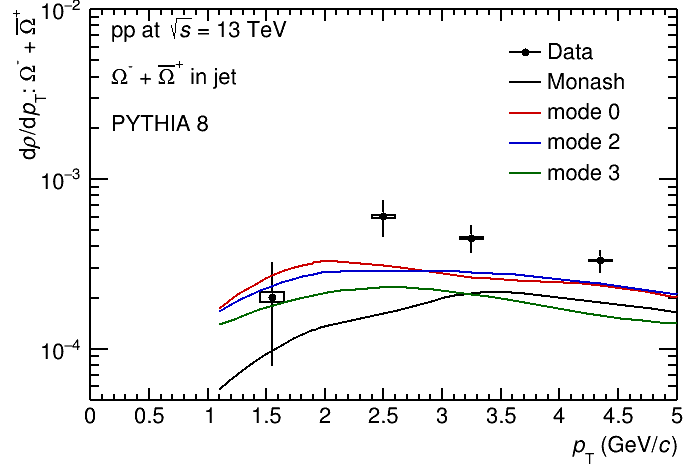 dρ/dp_T: Ω⁻ + Ω̅⁺
10⁻²
10⁻³
10⁻⁴
pp at √s = 13 TeV
Ω⁻ + Ω̅⁺ in jet
PYTHIA 8
Data
Monash
mode 0
mode 2
mode 3
0 0.5 1 1.5 2 2.5 3 3.5 4 4.5 5
p_T (GeV/c)